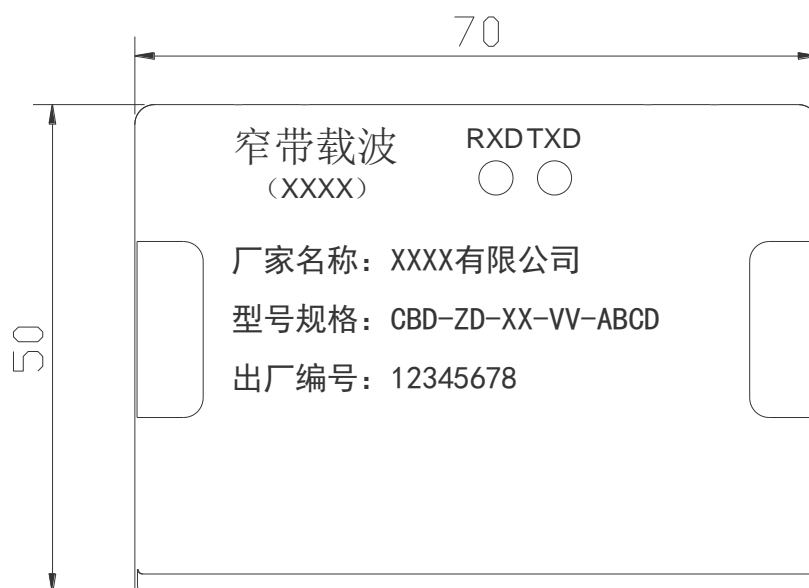 70
窄带载波 RXD TXD
（XXXX）
厂家名称：XXXX有限公司
50
型号规格：CBD-ZD-XX-VV-ABCD
出厂编号：12345678